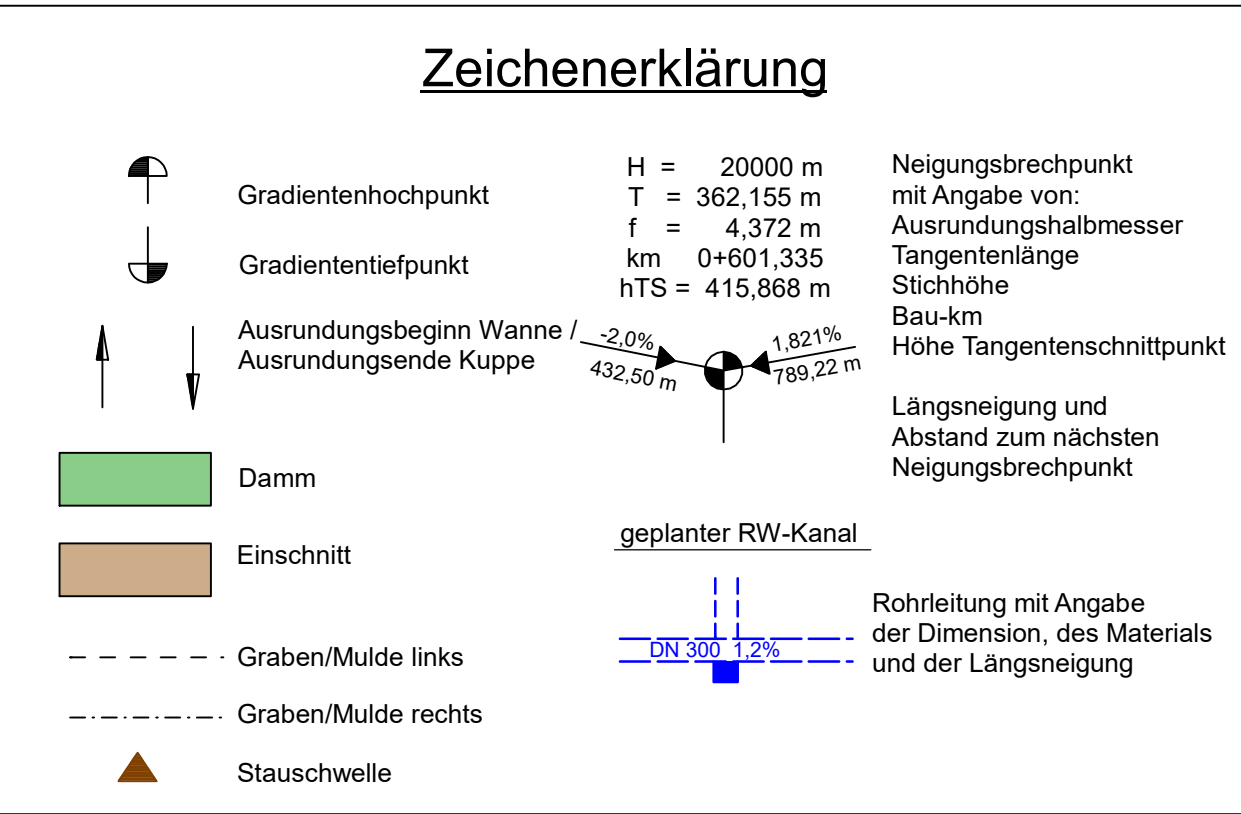 Zeichenerklärung
Gradientenhochpunkt
Gradiententiefpunkt
Ausrundungsbeginn Wanne /
Ausrundungsende Kuppe
Damm
Einschnitt
Graben/Mulde links
Graben/Mulde rechts
Stauschwelle
H = 20000 m
T = 362,155 m
f = 4,372 m
km 0+601,335
hTS = 415,868 m
-2,0%
432,50 m
1,821%
789,22 m
Neigungsbrechpunkt
mit Angabe von:
Ausrundungshalbmesser
Tangentenlänge
Stichhöhe
Bau-km
Höhe Tangentenschnittpunkt
Längsneigung und
Abstand zum nächsten
Neigungsbrechpunkt
geplanter RW-Kanal
DN 300 1,2%
Rohrleitung mit Angabe
der Dimension, des Materials
und der Längsneigung